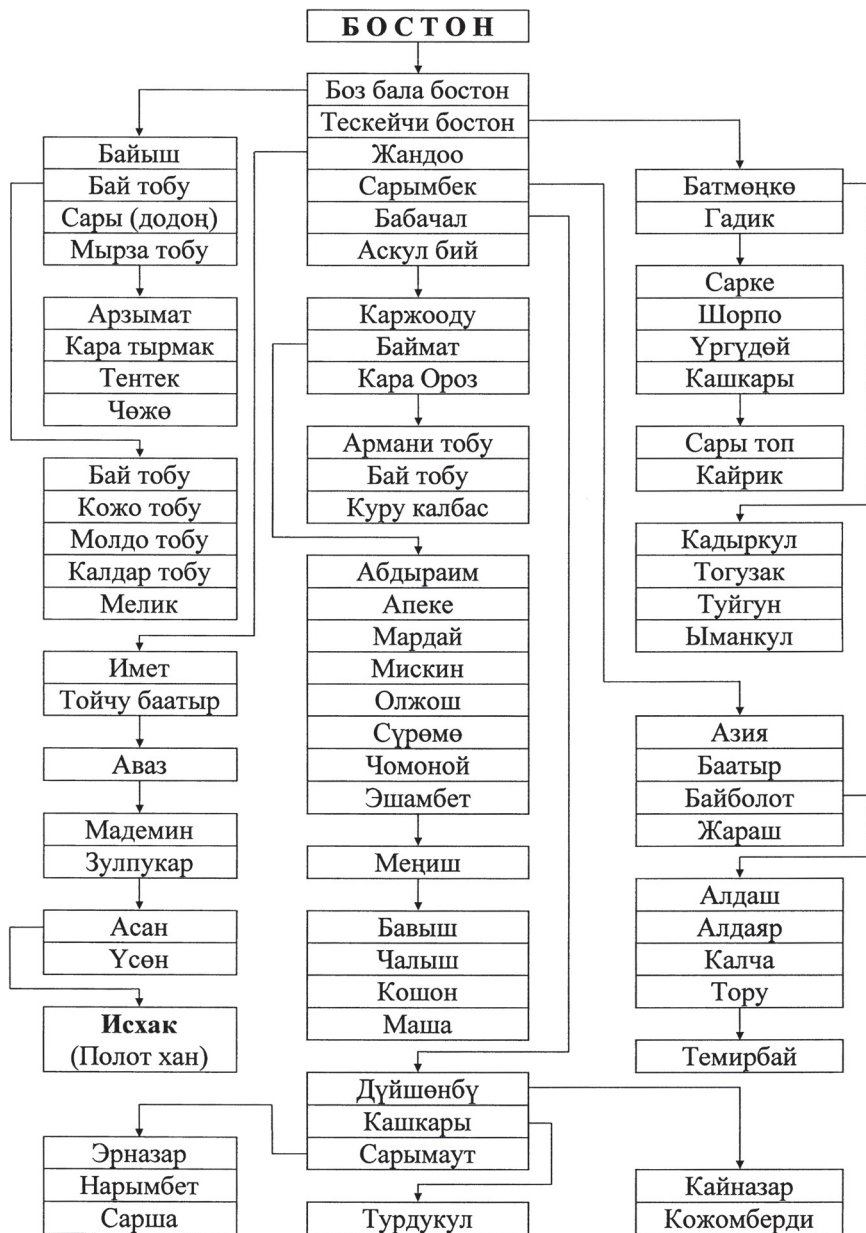 БОСТОН
Боз бала бостон
Тескейчи бостон
Жандоо
Сарымбек
Бабачал
Аскул бий
Байыш
Бай тобу
Сары (додоң)
Мырза тобу
Арзымат
Кара тырмак
Тентек
Чөжө
Бай тобу
Кожо тобу
Молдо тобу
Калдар тобу
Мелик
Имет
Тойчу баатыр
Аваз
Мадемин
Зулпукар
Асан
Үсөн
Исхак
(Полот хан)
Каржооду
Баймат
Кара Ороз
Армани тобу
Бай тобу
Куру калбас
Абдыраим
Апеке
Мардай
Мискин
Олжош
Сүрөмө
Чомоной
Эшамбет
Меңиш
Бавыш
Чалыш
Кошон
Маша
Батмөңкө
Гадик
Сарке
Шорпо
Үргүдөй
Кашкары
Сары топ
Кайрик
Кадыркул
Тогузак
Туйгун
Ыманкул
Азия
Баатыр
Байболот
Жараш
Алдаш
Алдаяр
Калча
Тору
Темирбай
Дүйшөнбү
Кашкары
Сарымаут
Эрназар
Нарымбет
Сарша
Турдукул
Кайназар
Кожомберди